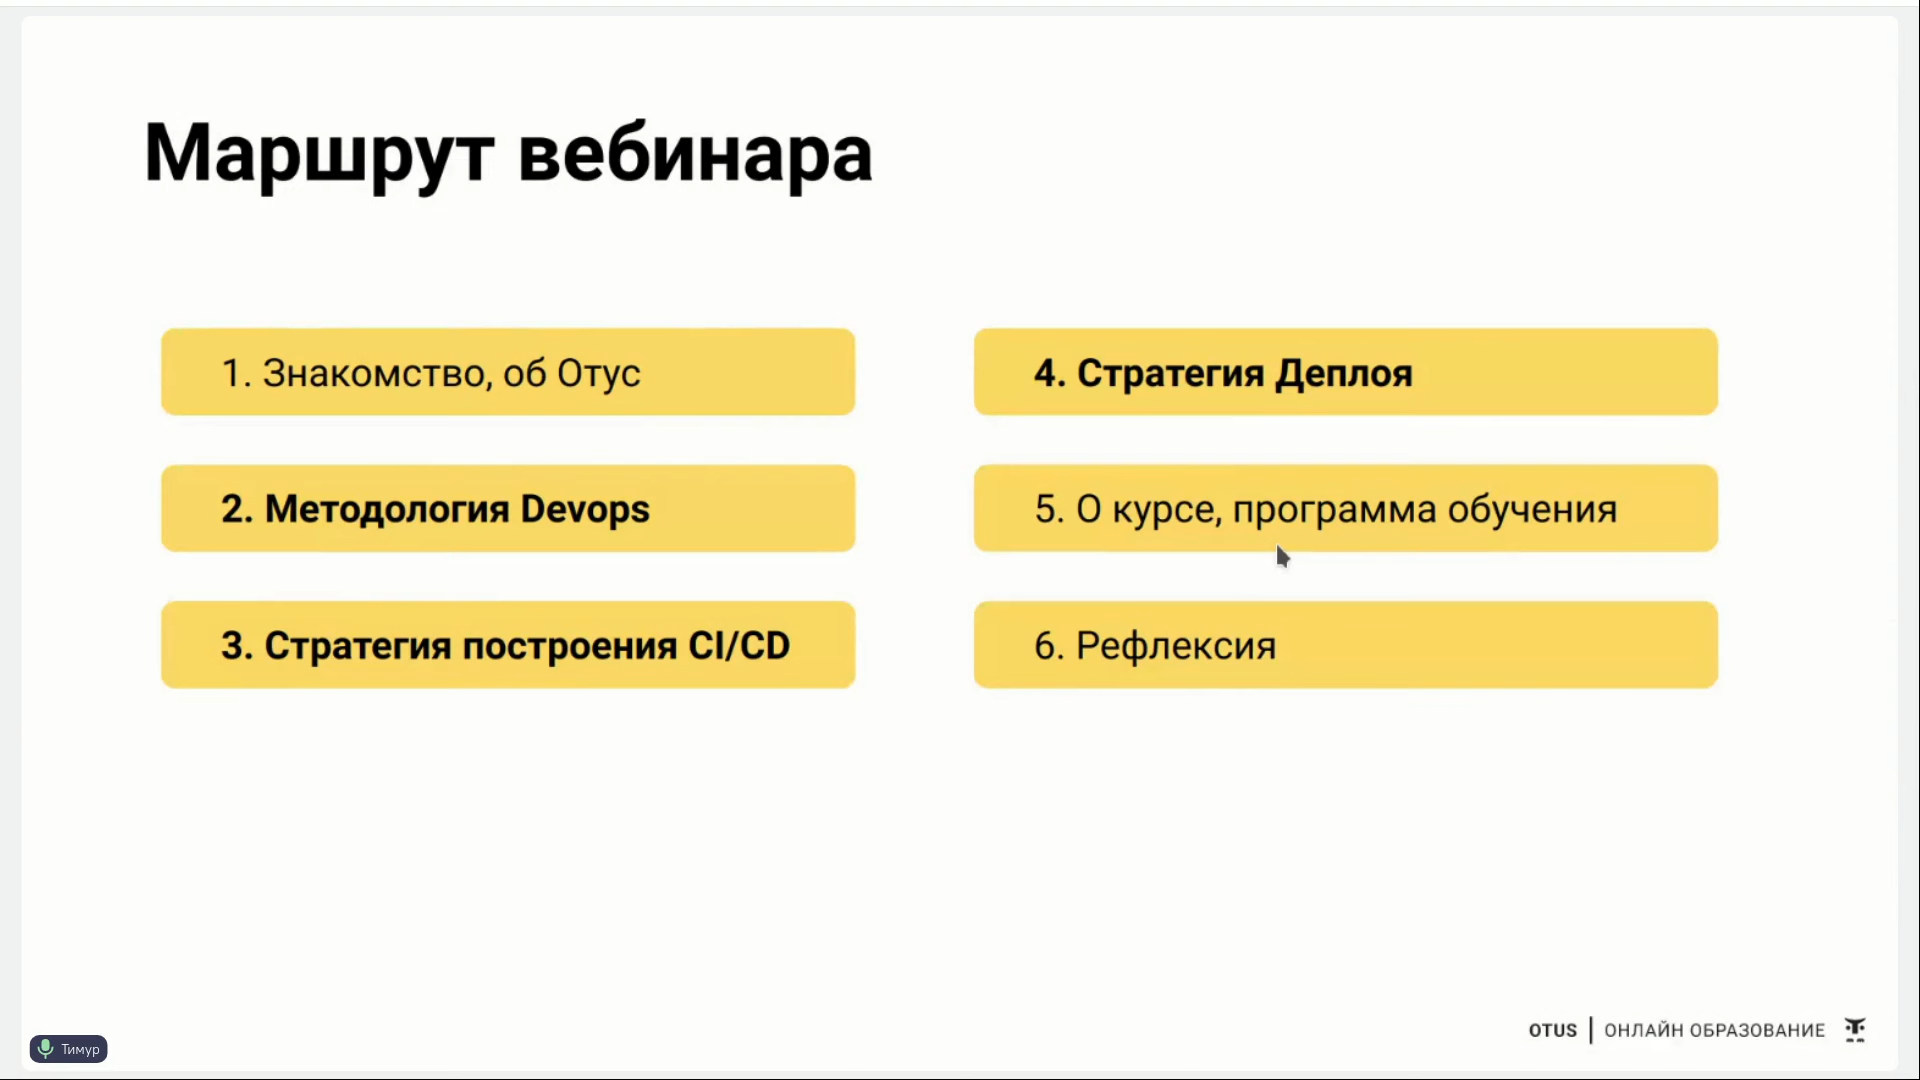 Маршрут вебинара
1. Знакомство, об Отус
2. Методология Devops
3. Стратегия построения CI/CD
4. Стратегия Деплоя
5. О курсе, программа обучения
6. Рефлексия
OTUS | ОНЛАЙН ОБРАЗОВАНИЕ
Тимур